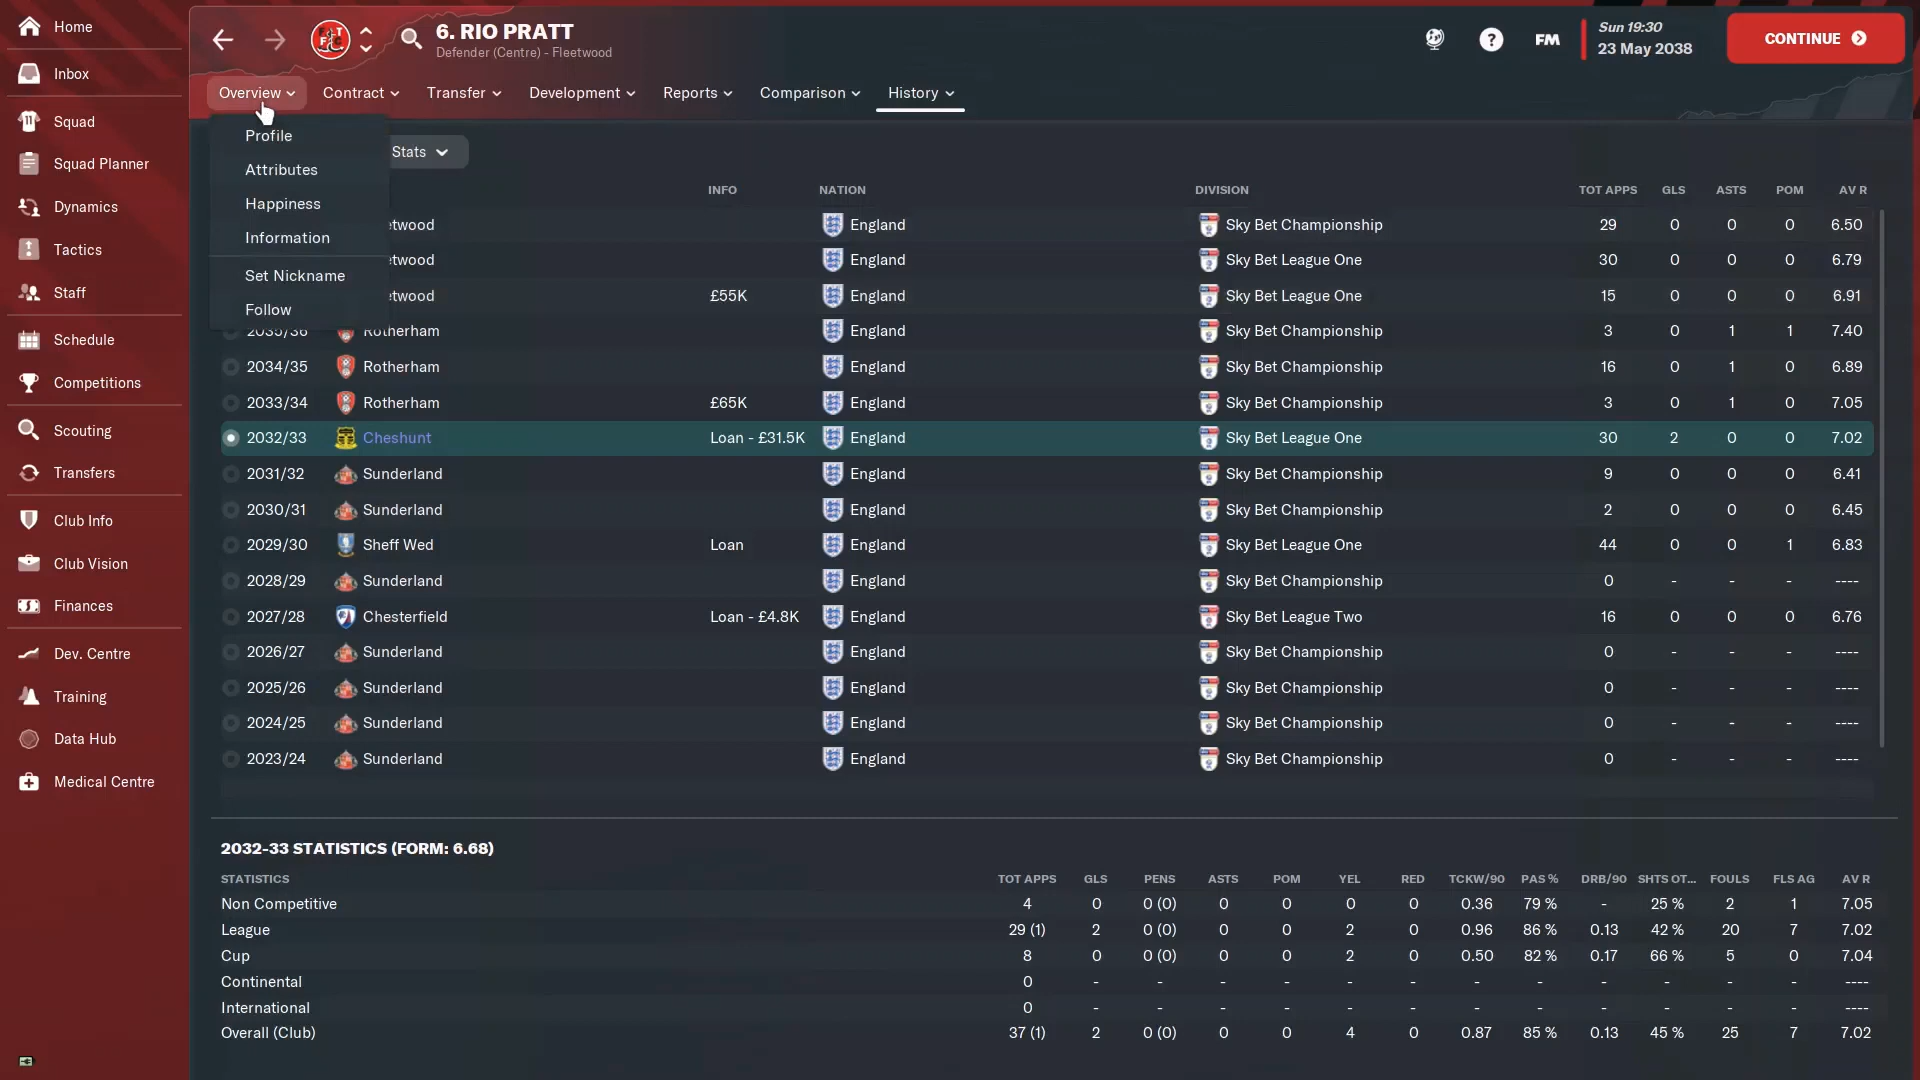 Home
Inbox
Squad
Squad Planner
Dynamics
Tactics
Staff
Schedule
Competitions
Scouting
Transfers
Club Info
Club Vision
Finances
Dev. Centre
Training
Data Hub
Medical Centre
6. RIO PRATT
Defender (Centre) - Fleetwood
FM
Sun 19:30
23 May 2038
CONTINUE
Overview Contract Transfer Development Reports Comparison History
Profile
Attributes
Happiness
Information
Set Nickname
Follow
Stats
INFO NATION DIVISION TOT APPS GLS ASTS POM AV R
etwood England Sky Bet Championship 29 0 0 0 6.50
etwood England Sky Bet League One 30 0 0 0 6.79
etwood £55K England Sky Bet League One 15 0 0 0 6.91
2035/36 Rotherham England Sky Bet Championship 3 0 1 1 7.40
2034/35 Rotherham England Sky Bet Championship 16 0 1 0 6.89
2033/34 Rotherham £65K England Sky Bet Championship 3 0 1 0 7.05
2032/33 Cheshunt Loan - £31.5K England Sky Bet League One 30 2 0 0 7.02
2031/32 Sunderland England Sky Bet Championship 9 0 0 0 6.41
2030/31 Sunderland England Sky Bet Championship 2 0 0 0 6.45
2029/30 Sheff Wed Loan England Sky Bet League One 44 0 0 1 6.83
2028/29 Sunderland England Sky Bet Championship 0 - - - ----
2027/28 Chesterfield Loan - £4.8K England Sky Bet League Two 16 0 0 0 6.76
2026/27 Sunderland England Sky Bet Championship 0 - - - ----
2025/26 Sunderland England Sky Bet Championship 0 - - - ----
2024/25 Sunderland England Sky Bet Championship 0 - - - ----
2023/24 Sunderland England Sky Bet Championship 0 - - - ----
2032-33 STATISTICS (FORM: 6.68)
STATISTICS TOT APPS GLS PENS ASTS POM YEL RED TCKW/90 PAS % DRB/90 SHTS OT... FOULS FLS AG AV R
Non Competitive 4 0 0 (0) 0 0 0 0 0.36 79 % - 25 % 2 1 7.05
League 29 (1) 2 0 (0) 0 0 2 0 0.96 86 % 0.13 42 % 20 7 7.02
Cup 8 0 0 (0) 0 0 2 0 0.50 82 % 0.17 66 % 5 0 7.04
Continental 0 - - - - - - - - - - - - ----
International 0 - - - - - - - - - - - - ----
Overall (Club) 37 (1) 2 0 (0) 0 0 4 0 0.87 85 % 0.13 45 % 25 7 7.02